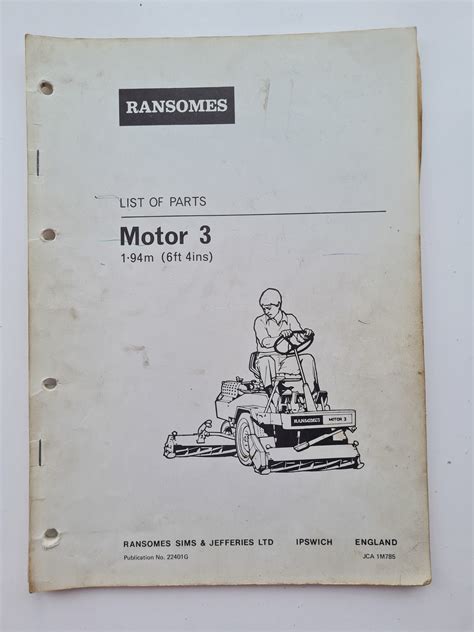 RANSOMES
LIST OF PARTS
Motor 3
1·94m (6ft 4ins)
RANSOMES MOTOR 3
RANSOMES SIMS & JEFFERIES LTD IPSWICH ENGLAND
Publication No. 22401G JCA 1M785